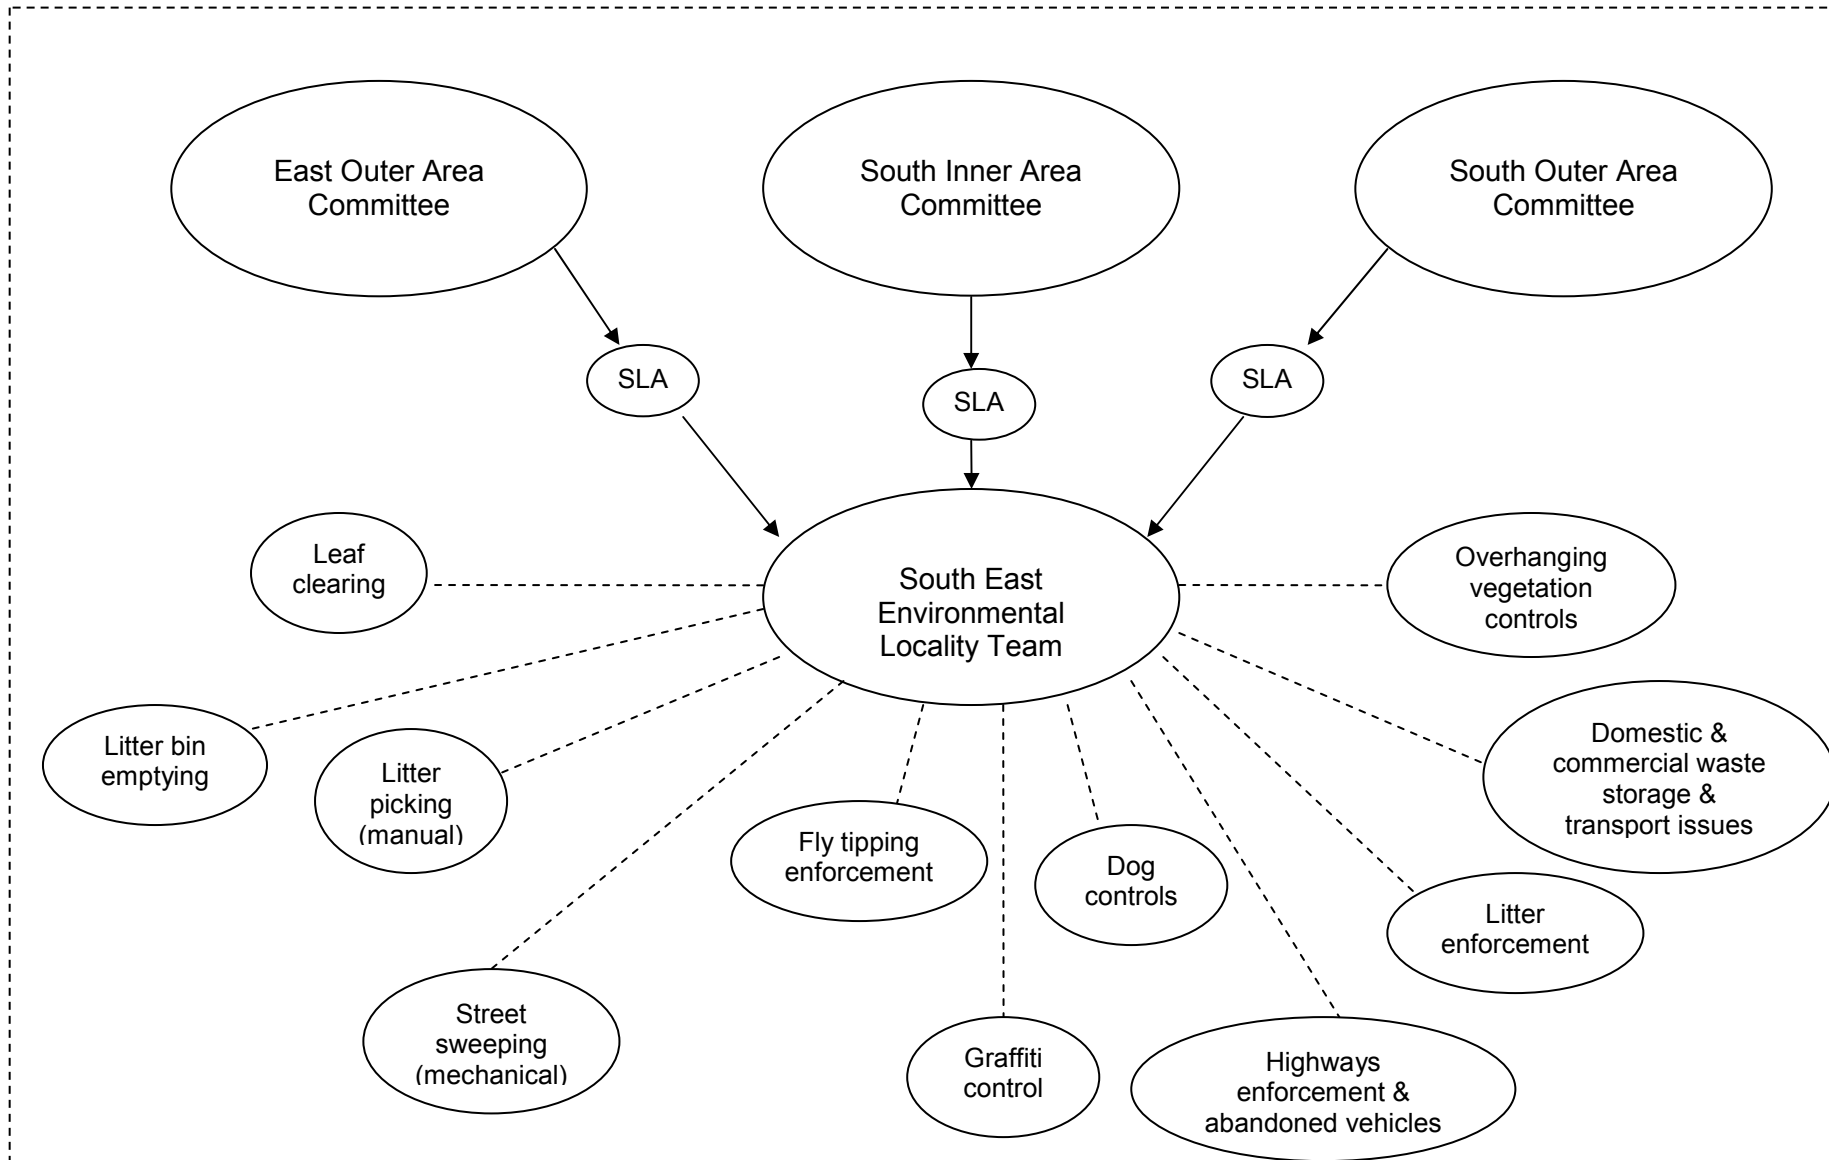 East Outer Area
Committee
South Inner Area
Committee
South Outer Area
Committee
SLA
SLA
SLA
South East
Environmental
Locality Team
Leaf
clearing
Overhanging
vegetation
controls
Litter bin
emptying
Litter
picking
(manual)
Fly tipping
enforcement
Dog
controls
Domestic &
commercial waste
storage &
transport issues
Litter
enforcement
Street
sweeping
(mechanical)
Graffiti
control
Highways
enforcement &
abandoned vehicles